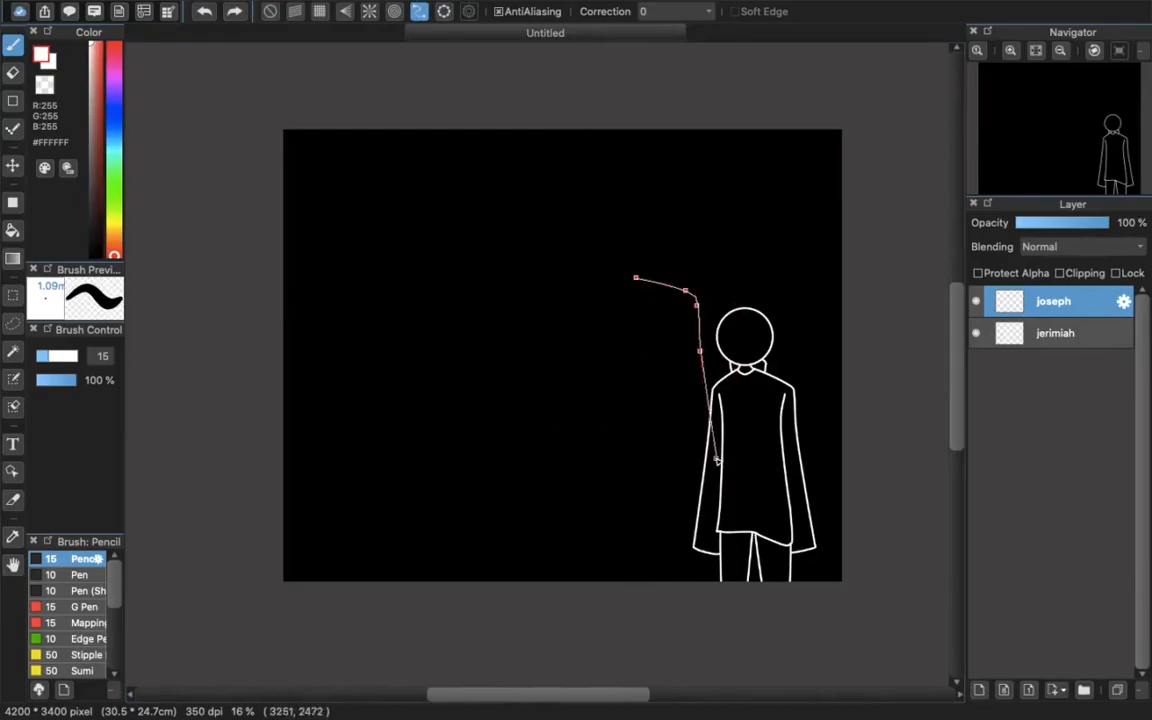 AntiAliasing Correction 0 Soft Edge
Untitled
Color
R:255
G:255
B:255
#FFFFFF
Brush Previ...
1.09m
Brush Control
15
100 %
Brush: Pencil
15 Penc
10 Pen
10 Pen (Sh
15 G Pen
15 Mapping
10 Edge Pe
50 Stipple
50 Sumi
Navigator
Layer
Opacity 100 %
Blending Normal
Protect Alpha Clipping Lock
joseph
jerimiah
4200 * 3400 pixel (30.5 * 24.7cm) 350 dpi 16 % ( 3251, 2472 )